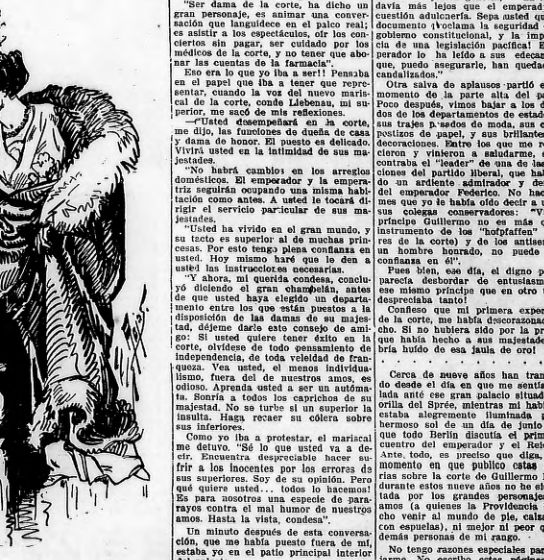 "Ser dama de la corte, ha dicho un
gran personaje, es animar una conver-
sación que languidece en el palco real;
es asistir a los espectáculos, oír los con-
ciertos sin pagar, ser cuidado por los
médicos de la corte, y no tener que abo-
nar las cuentas de la farmacia".
Eso era lo que yo iba a ser!! Pensaba
en el papel que iba a tener que repre-
sentar, cuando la voz del nuevo maris-
cal de la corte, conde Liebenau, mi su-
perior, me sacó de mis reflexiones.
—"Usted desempeñará en la corte,
me dijo, las funciones de dueña de casa
y dama de honor. El puesto es delicado.
Vivirá usted en la intimidad de sus ma-
jestades.
"No habrá cambios en los arreglos
domésticos. El emperador y la empera-
triz seguirán ocupando una misma habi-
tación como antes. A usted le tocará di-
rigir el servicio particular de sus ma-
jestades.
"Usted ha vivido en el gran mundo, y
su tacto es superior al de muchas prin-
cesas. Por esto tengo plena confianza en
usted. Hoy mismo haré que le den a
usted las instrucciones necesarias.
"Y ahora, mi querida condesa, conclu-
yó diciendo el gran chambelán, antes
de que usted haya elegido un departa-
mento entre los que están puestos a la
disposición de las damas de su majes-
tad, déjeme darle este consejo de ami-
go: Si usted quiere tener éxito en la
corte, olvídese de todo pensamiento de
independencia, de toda veleidad de fran-
queza. Vea usted, el menos individua-
lismo, fuera del de nuestros amos, es
odioso. Aprenda usted a ser un autóma-
ta. Sonría a todos los caprichos de su
majestad. No se turbe si un superior la
insulta. Haga recaer su cólera sobre
sus inferiores.
Como yo iba a protestar, el mariscal
me detuvo. "Sé lo que usted va a de-
cir. Encuentra despreciable hacer su-
frir a los inocentes por los errores de
sus superiores. Soy de su opinión. Pero
qué quiere usted... todos lo hacemos!
Es para nosotros una especie de para-
rayos contra el mal humor de nuestros
amos. Hasta la vista, condesa".
Un minuto después de esta conversa-
ción, que me había puesto fuera de mí,
estaba yo en el patio principal interior
davía más lejos que el emperad
cuestión adulcería. Sepa usted qu
documento proclama la seguridad
gobierno constitucional, y la imp
cia de una legislación pacífica! E
perador lo ha leído a sus edecan
que, puedo asegurarle, han quedad
candalizados."
Otra salva de aplausos partió e
momento de la parte alta del pa
Poco después, vimos bajar a los d
dos de los departamentos de estad
sus trajes pasados de moda, sus c
postizos de papel, y sus brillante
decoraciones. Entre los que me r
cieron y vinieron a saludarme, s
contraba el "leader" de una de las
ciones del partido liberal, que hab
do un ardiente admirador y de
del emperador Federico. No hac
mes que yo le había oído decir a u
sus colegas conservadores: "V
príncipe Guillermo no es más
instrumento de los "hofpfaffen"
res de la corte) y de los antisen
un hombre honrado, no puede
confianza en él".
Pues bien, ese día, el digno p
parecía desbordar de entusiasm
ese mismo príncipe que en otro
despreciaba tanto!
Confieso que mi primera exper
de la corte, me había descorazonad
cho. Si no hubiera sido por la pr
que había hecho a sus majestade
bría huído de esa jaula de oro!
. . . . . . . . .
Cerca de nueve años han tran
do desde el día en que me sentía
lada anté ese gran palacio situad
orilla del Sprée, mientras mi habi
estaba alegremente iluminada p
hermoso sol de un día de junio
que todo Berlín discutía el prim
cuentro del emperador y el Reic
Ante, todo, es preciso que diga,
momento en que publico estas
rias sobre la corte de Guillermo
durante estos nueve años no he si
tada por los grandes personaje
amos (a quienes la Providencia
cho venir al mundo de pie, calza
con espuelas), ni mejor ni peor q
demás personas de mi rango.
No tengo razones especiales pa